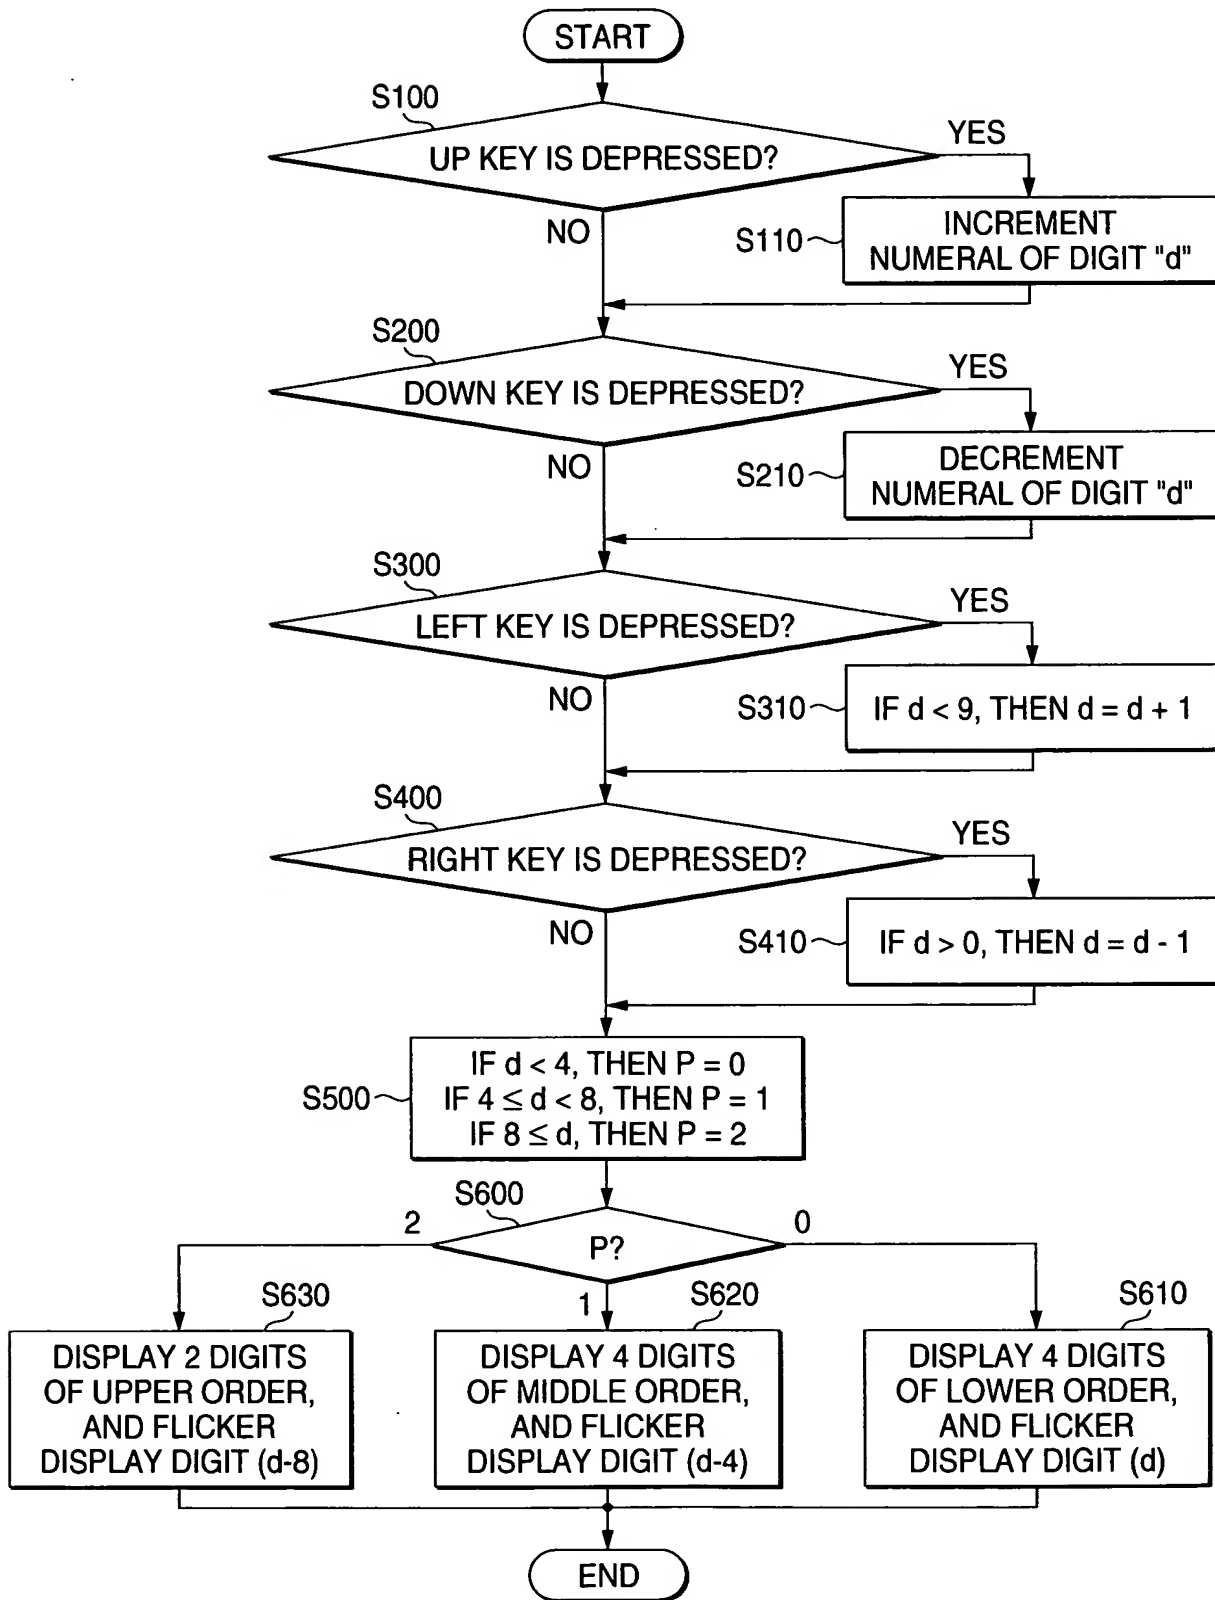 START
S100
UP KEY IS DEPRESSED?
YES
NO
S110
INCREMENT
NUMERAL OF DIGIT "d"
S200
DOWN KEY IS DEPRESSED?
YES
NO
S210
DECREMENT
NUMERAL OF DIGIT "d"
S300
LEFT KEY IS DEPRESSED?
YES
NO
S310
IF d < 9, THEN d = d + 1
S400
RIGHT KEY IS DEPRESSED?
YES
NO
S410
IF d > 0, THEN d = d - 1
S500
IF d < 4, THEN P = 0
IF 4 ≤ d < 8, THEN P = 1
IF 8 ≤ d, THEN P = 2
S600
P?
2
1
0
S630
DISPLAY 2 DIGITS
OF UPPER ORDER,
AND FLICKER
DISPLAY DIGIT (d-8)
S620
DISPLAY 4 DIGITS
OF MIDDLE ORDER,
AND FLICKER
DISPLAY DIGIT (d-4)
S610
DISPLAY 4 DIGITS
OF LOWER ORDER,
AND FLICKER
DISPLAY DIGIT (d)
END